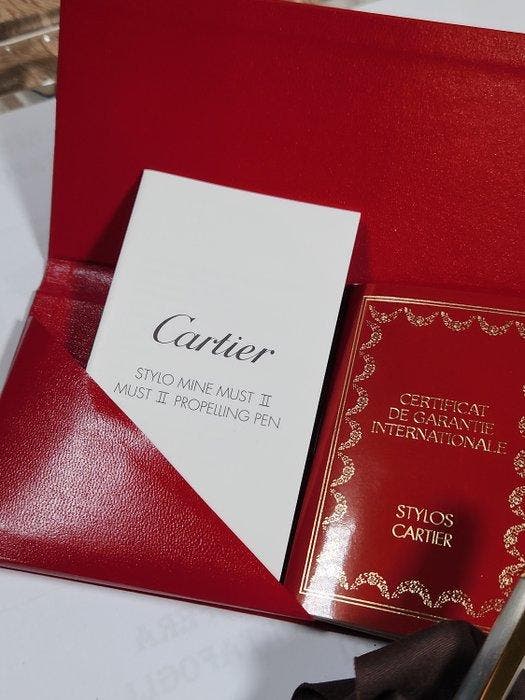 Cartier
STYLO MINE MUST II
MUST II PROPELLING PEN
CERTIFICAT
DE GARANTIE
INTERNATIONALE
STYLOS
CARTIER